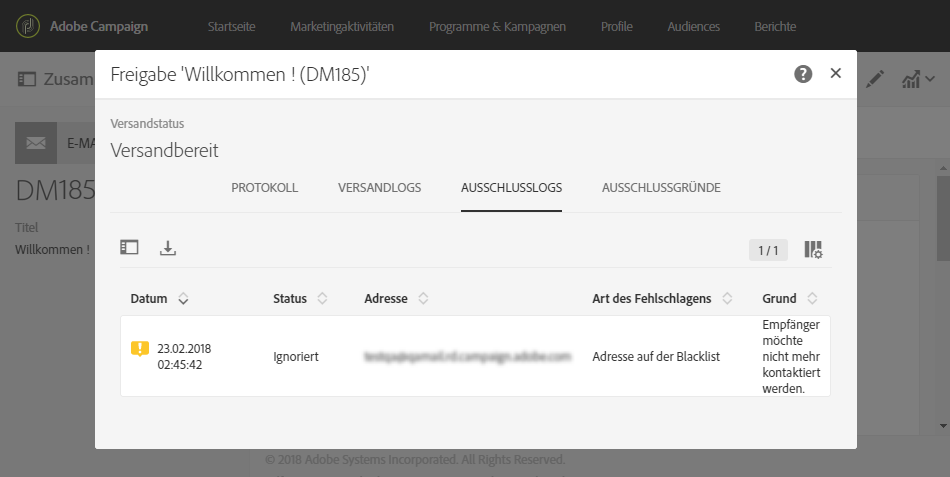 Adobe Campaign Startseite Marketingaktivitäten Programme & Kampagnen Profile Audiences Berichte
Zusam
Freigabe 'Willkommen ! (DM185)'
E-MA
DM185
Titel
Willkommen !
Versandstatus
Versandbereit
PROTOKOLL VERSANDLOGS AUSSCHLUSSLOGS AUSSCHLUSSGRÜNDE
1 / 1
Datum Status Adresse Art des Fehlschlagens Grund
23.02.2018
02:45:42
Ignoriert
Adresse auf der Blacklist
Empfänger
möchte
nicht mehr
kontaktiert
werden.
© 2018 Adobe Systems Incorporated. All Rights Reserved.